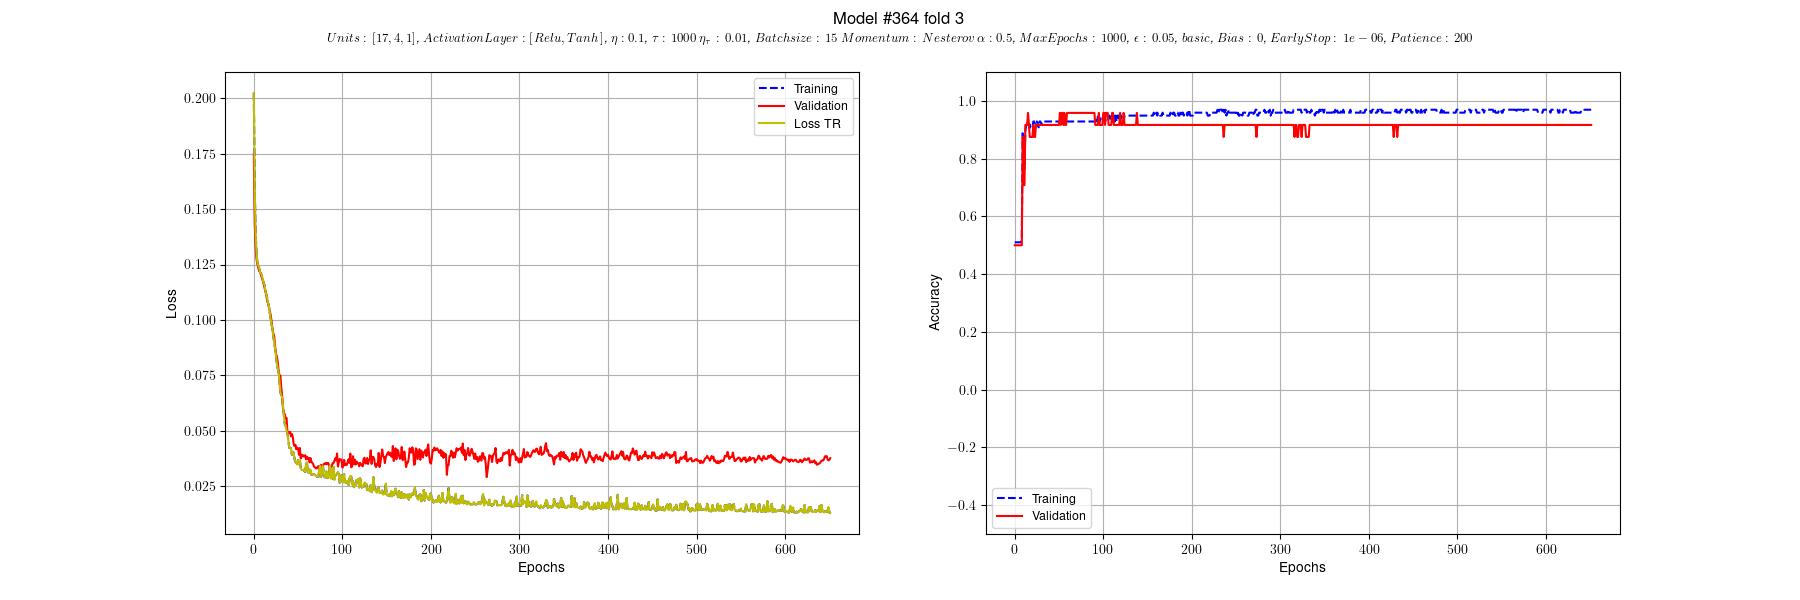 Model #364 fold 3
Units : [17, 4, 1], ActivationLayer : [Relu, Tanh], η : 0.1, τ : 1000 ητ : 0.01, Batchsize : 15 Momentum : Nesterov α : 0.5, MaxEpochs : 1000, ϵ : 0.05, basic, Bias : 0, EarlyStop : 1e − 06, Patience : 200
0.200
0.175
0.150
0.125
0.100
0.075
0.050
0.025
Loss
Training
Validation
Loss TR
0 100 200 300 400 500 600
Epochs
1.0
0.8
0.6
0.4
0.2
0.0
−0.2
−0.4
Accuracy
Training
Validation
0 100 200 300 400 500 600
Epochs